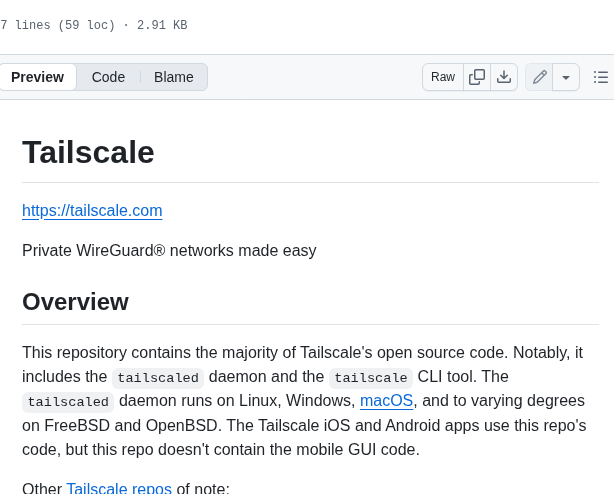 7 lines (59 loc) · 2.91 KB
Preview Code Blame Raw
Tailscale
https://tailscale.com
Private WireGuard® networks made easy
Overview
This repository contains the majority of Tailscale's open source code. Notably, it
includes the tailscaled daemon and the tailscale CLI tool. The
tailscaled daemon runs on Linux, Windows, macOS, and to varying degrees
on FreeBSD and OpenBSD. The Tailscale iOS and Android apps use this repo's
code, but this repo doesn't contain the mobile GUI code.
Other Tailscale repos of note: